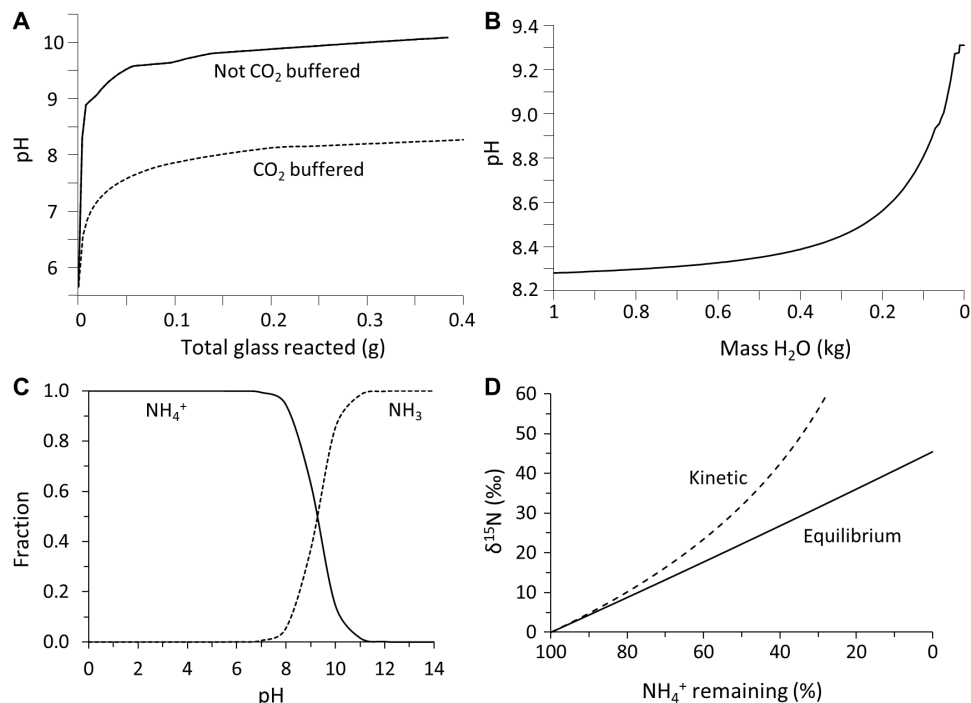 A
pH
10
9
8
7
6
Not CO₂ buffered
CO₂ buffered
0
0.1
0.2
0.3
0.4
Total glass reacted (g)
B
pH
9.4
9.2
9.0
8.8
8.6
8.4
8.2
1
0.8
0.6
0.4
0.2
0
Mass H₂O (kg)
C
Fraction
1.0
0.8
0.6
0.4
0.2
0.0
NH₄⁺
NH₃
0
2
4
6
8
10
12
14
pH
D
δ¹⁵N (‰)
60
50
40
30
20
10
0
Kinetic
Equilibrium
100
80
60
40
20
0
NH₄⁺ remaining (%)